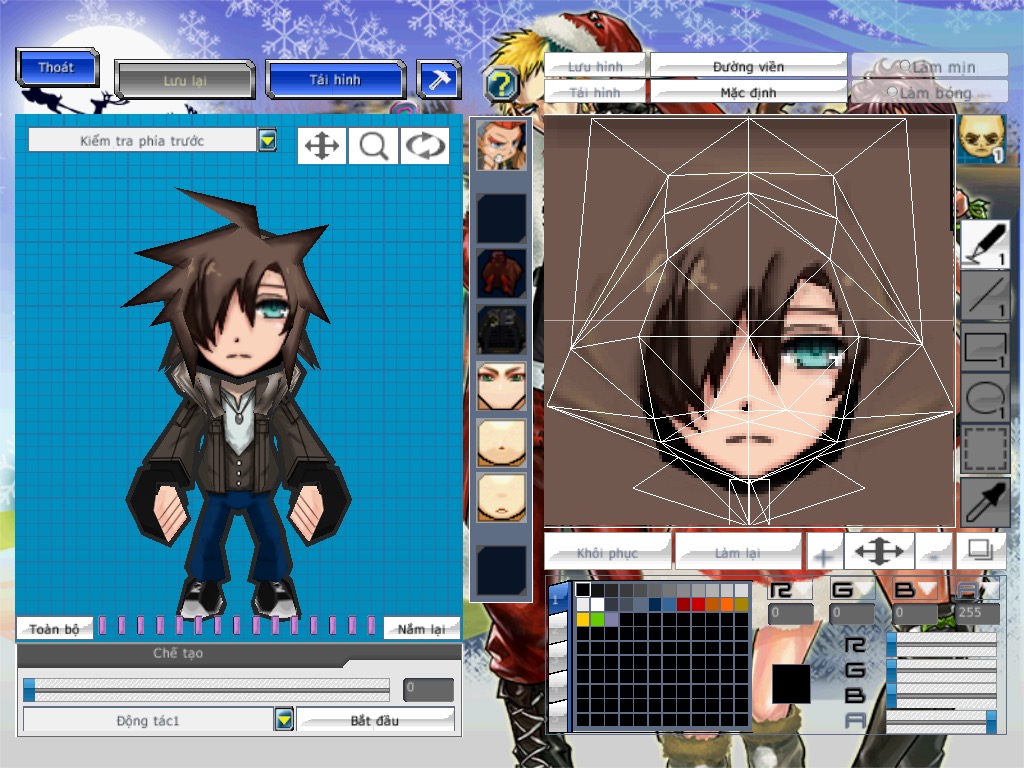 Thoát
Lưu lại
Tải hình
?
Lưu hình
Đường viền
Làm mịn
Tải hình
Mặc định
Làm bóng
Kiểm tra phía trước
1
1
1
1
1
Khôi phục
Làm lại
+
-
1
R
G
B
A
0
0
0
255
R
G
B
A
Toàn bộ
Nắm lại
Chế tạo
0
Động tác1
Bắt đầu